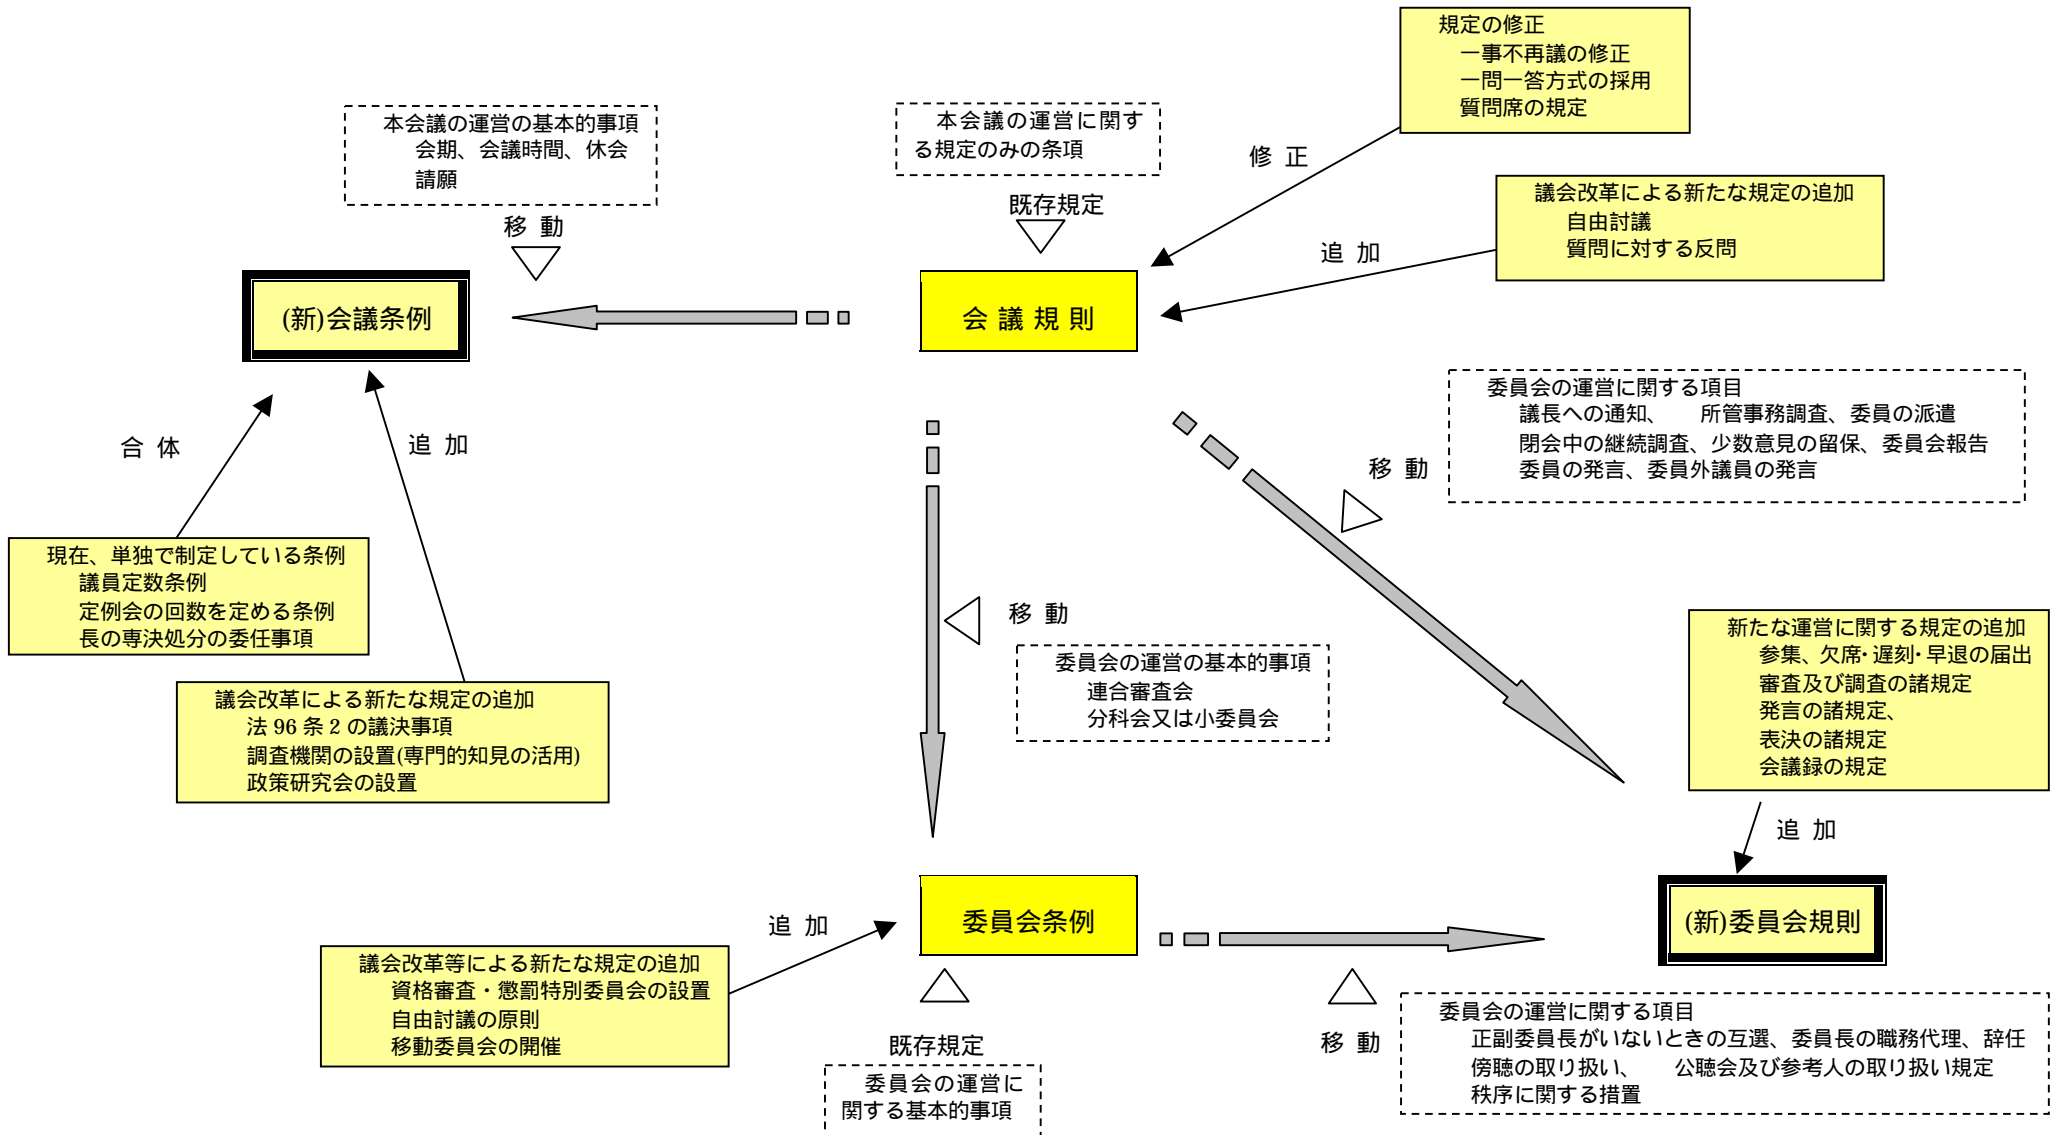 規定の修正
一事不再議の修正
一問一答方式の採用
質問席の規定
本会議の運営の基本的事項
会期、会議時間、休会
請願
本会議の運営に関す
る規定のみの条項
修 正
議会改革による新たな規定の追加
自由討議
質問に対する反問
移 動
既存規定
追 加
(新)会議条例
会 議 規 則
委員会の運営に関する項目
議長への通知、　所管事務調査、委員の派遣
閉会中の継続調査、少数意見の留保、委員会報告
委員の発言、委員外議員の発言
合 体
追 加
移 動
現在、単独で制定している条例
議員定数条例
定例会の回数を定める条例
長の専決処分の委任事項
移 動
委員会の運営の基本的事項
連合審査会
分科会又は小委員会
新たな運営に関する規定の追加
参集、欠席・遅刻・早退の届出
審査及び調査の諸規定
発言の諸規定、
表決の諸規定
会議録の規定
議会改革による新たな規定の追加
法 96 条 2 の議決事項
調査機関の設置(専門的知見の活用)
政策研究会の設置
追 加
追 加
委員会条例
(新)委員会規則
議会改革等による新たな規定の追加
資格審査・懲罰特別委員会の設置
自由討議の原則
移動委員会の開催
既存規定
委員会の運営に
関する基本的事項
移 動
委員会の運営に関する項目
正副委員長がいないときの互選、委員長の職務代理、辞任
傍聴の取り扱い、　公聴会及び参考人の取り扱い規定
秩序に関する措置